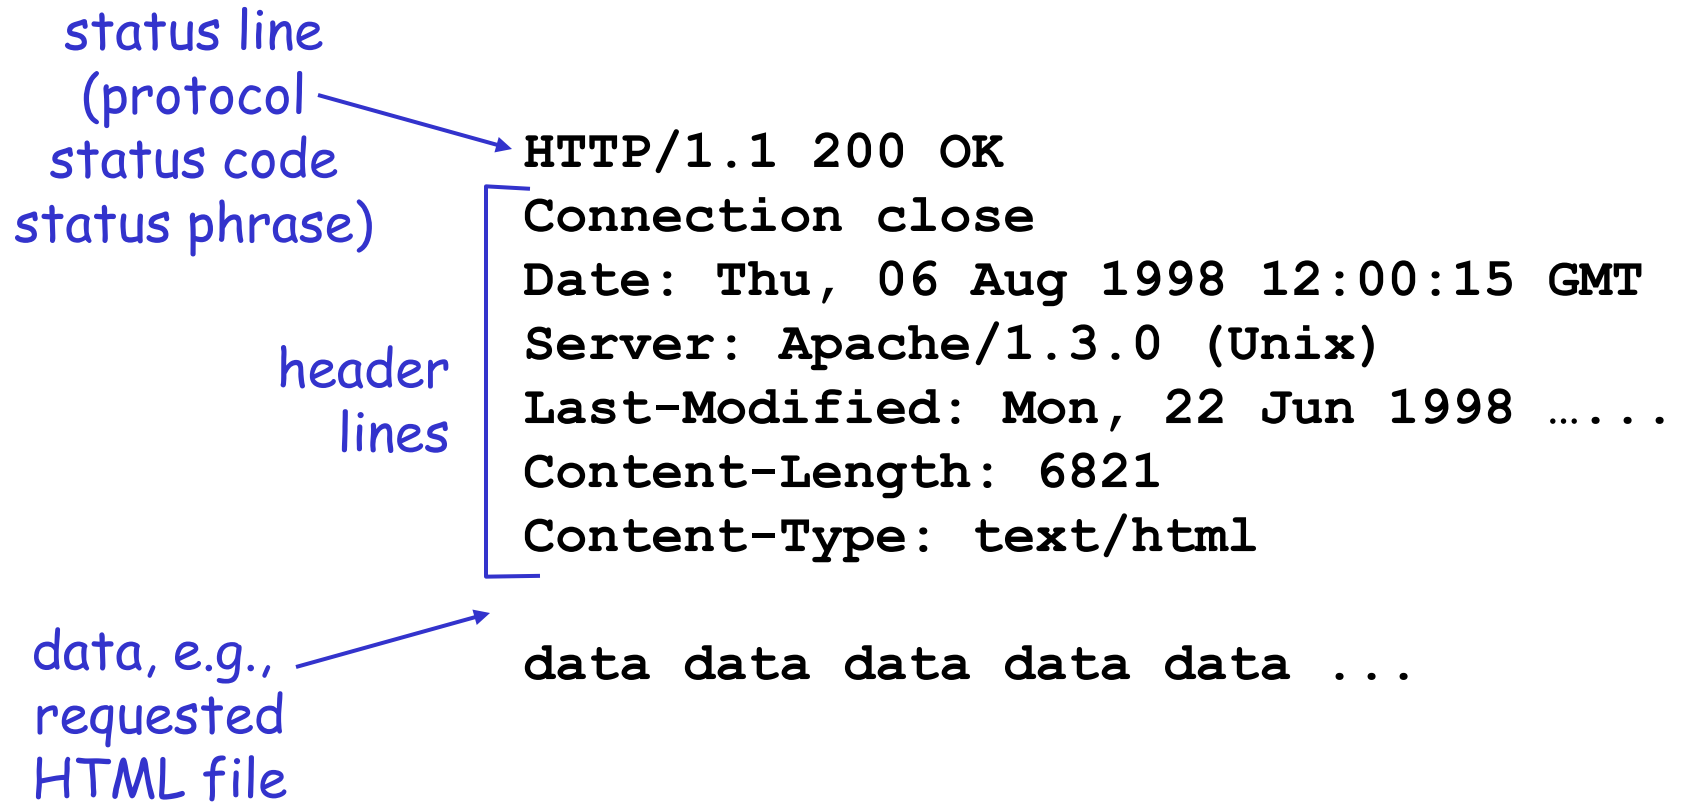 status line
(protocol
status code
status phrase)
HTTP/1.1 200 OK
Connection close
Date: Thu, 06 Aug 1998 12:00:15 GMT
Server: Apache/1.3.0 (Unix)
Last-Modified: Mon, 22 Jun 1998 …...
Content-Length: 6821
Content-Type: text/html
header
lines
data, e.g.,
requested
HTML file
data data data data data ...